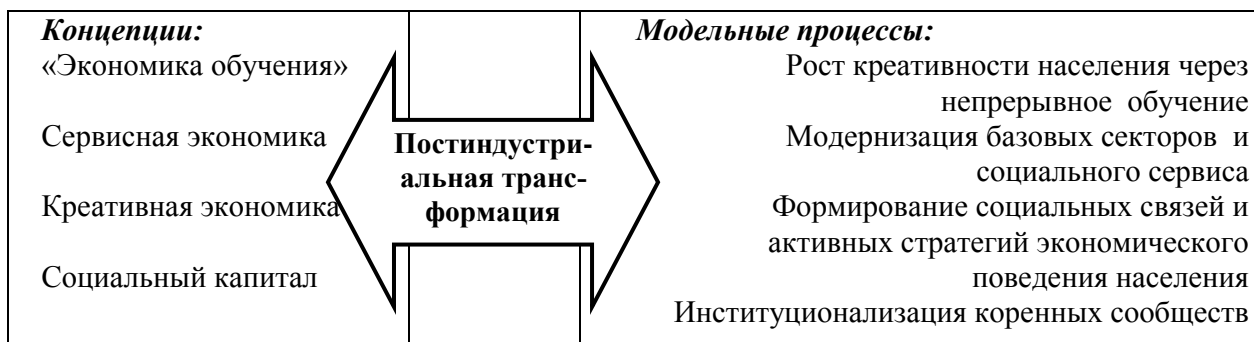 Концепции:
«Экономика обучения»
Сервисная экономика
Креативная экономика
Социальный капитал
Постиндустри-
альная транс-
формация
Модельные процессы:
Рост креативности населения через
непрерывное обучение
Модернизация базовых секторов и
социального сервиса
Формирование социальных связей и
активных стратегий экономического
поведения населения
Институционализация коренных сообществ